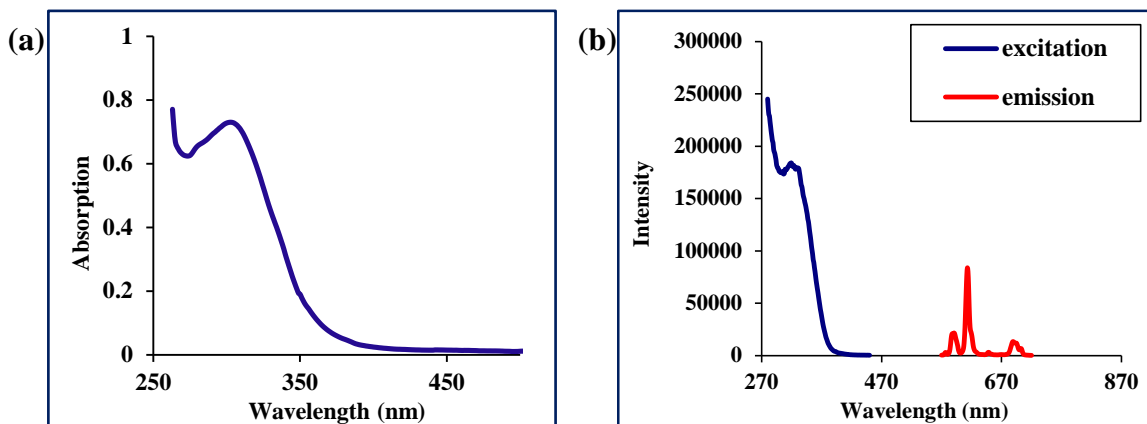 (a)
1
0.8
0.6
0.4
0.2
0
Absorption
250
350
450
Wavelength (nm)
(b)
300000
250000
200000
150000
100000
50000
0
Intensity
270
470
670
870
Wavelength (nm)
excitation
emission